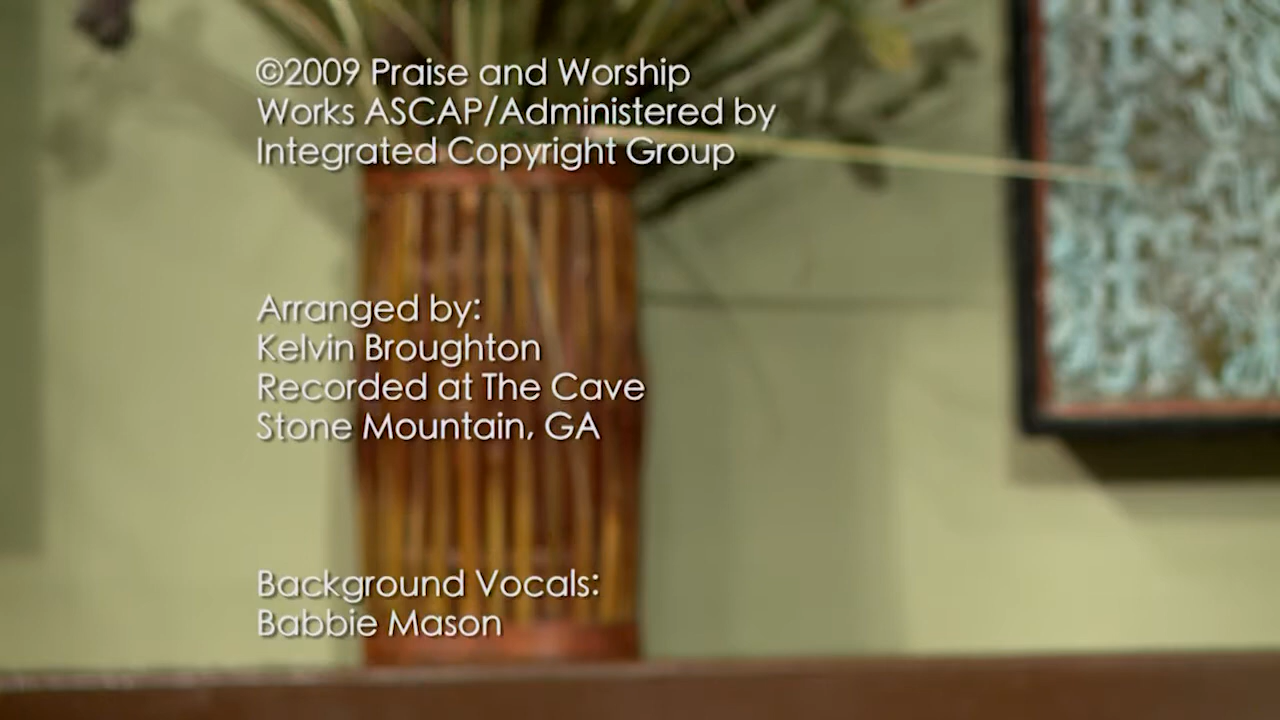 ©2009 Praise and Worship
Works ASCAP/Administered by
Integrated Copyright Group
Arranged by:
Kelvin Broughton
Recorded at The Cave
Stone Mountain, GA
Background Vocals:
Babbie Mason